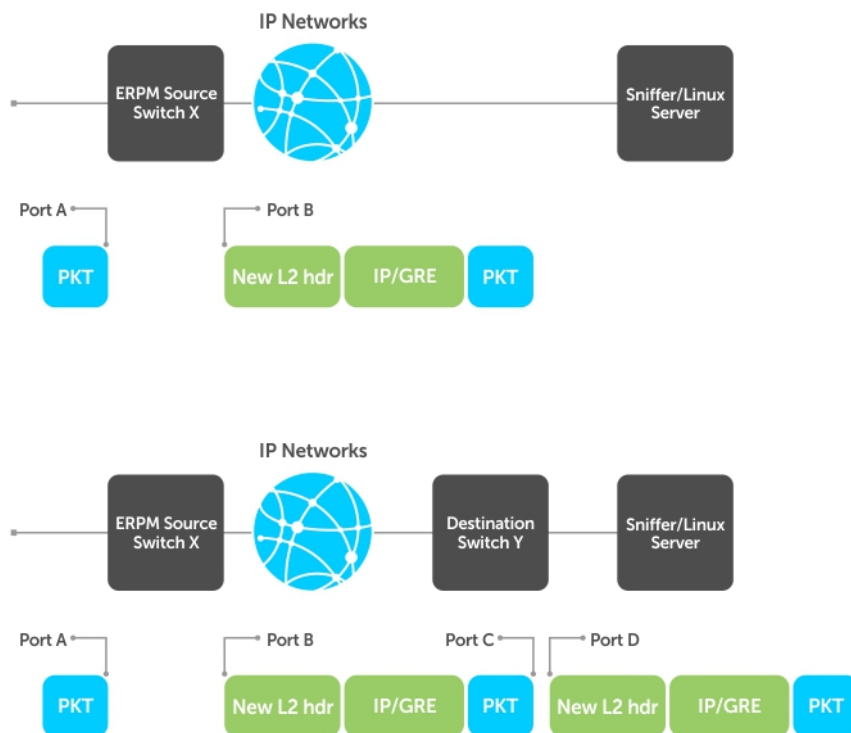 IP Networks
ERPM Source
Switch X
Sniffer/Linux
Server
Port A
Port B
PKT
New L2 hdr
IP/GRE
PKT
IP Networks
ERPM Source
Switch X
Destination
Switch Y
Sniffer/Linux
Server
Port A
Port B
Port C
Port D
PKT
New L2 hdr
IP/GRE
PKT
New L2 hdr
IP/GRE
PKT